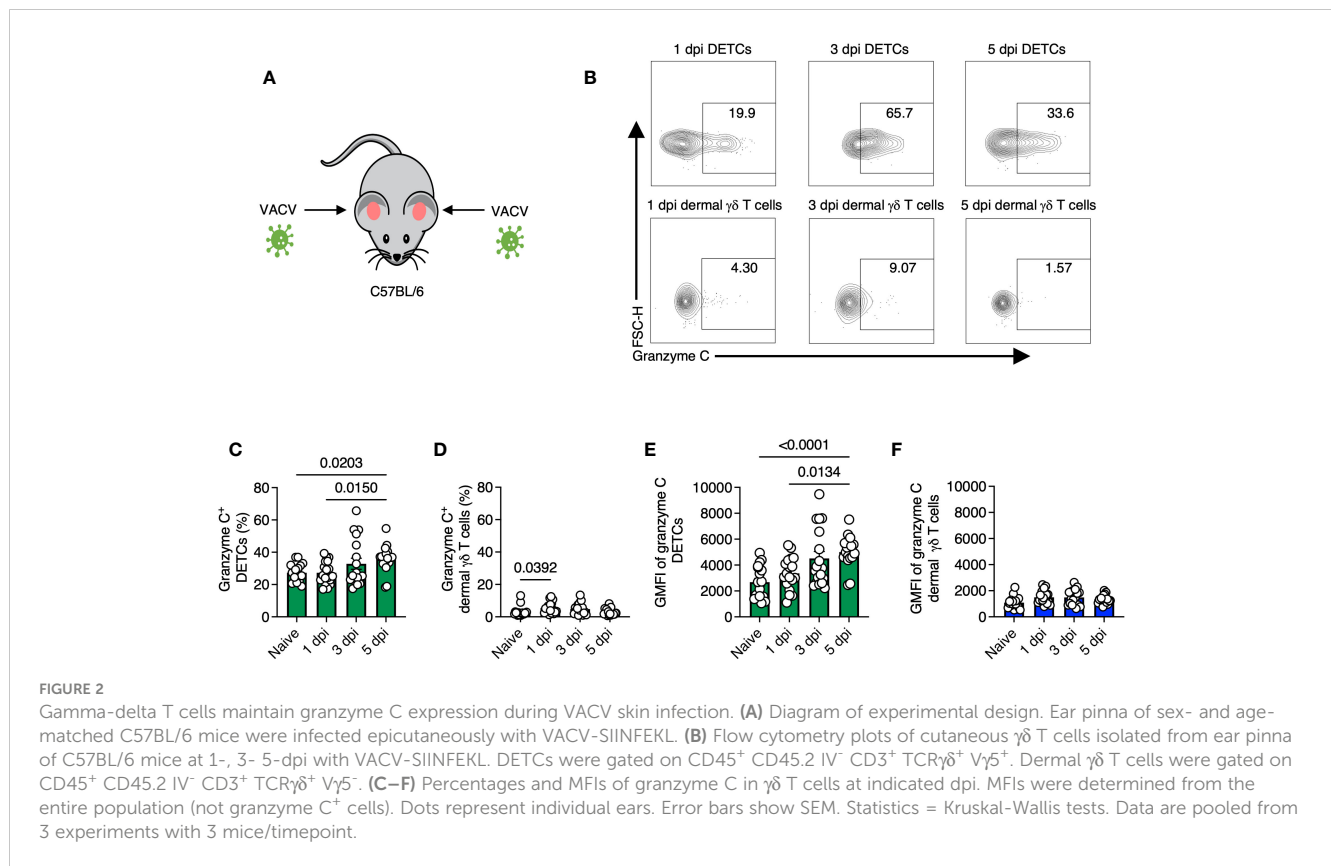 A
VACV
VACV
C57BL/6
B
1 dpi DETCs
3 dpi DETCs
5 dpi DETCs
19.9
65.7
33.6
1 dpi dermal γδ T cells
3 dpi dermal γδ T cells
5 dpi dermal γδ T cells
4.30
9.07
1.57
FSC-H
Granzyme C
C
0.0203
0.0150
Granzyme C⁺
DETCs (%)
80
60
40
20
0
Naive
1 dpi
3 dpi
5 dpi
D
0.0392
Granzyme C⁺
dermal γδ T cells (%)
80
60
40
20
0
Naive
1 dpi
3 dpi
5 dpi
E
<0.0001
0.0134
GMFI of granzyme C
DETCs
10000
8000
6000
4000
2000
0
Naive
1 dpi
3 dpi
5 dpi
F
GMFI of granzyme C
dermal γδ T cells
10000
8000
6000
4000
2000
0
Naive
1 dpi
3 dpi
5 dpi
FIGURE 2
Gamma-delta T cells maintain granzyme C expression during VACV skin infection. (A) Diagram of experimental design. Ear pinna of sex- and age-
matched C57BL/6 mice were infected epicutaneously with VACV-SIINFEKL. (B) Flow cytometry plots of cutaneous γδ T cells isolated from ear pinna
of C57BL/6 mice at 1-, 3- 5-dpi with VACV-SIINFEKL. DETCs were gated on CD45⁺ CD45.2 IV⁻ CD3⁺ TCRγδ⁺ Vγ5⁺. Dermal γδ T cells were gated on
CD45⁺ CD45.2 IV⁻ CD3⁺ TCRγδ⁺ Vγ5⁻. (C–F) Percentages and MFIs of granzyme C in γδ T cells at indicated dpi. MFIs were determined from the
entire population (not granzyme C⁺ cells). Dots represent individual ears. Error bars show SEM. Statistics = Kruskal-Wallis tests. Data are pooled from
3 experiments with 3 mice/timepoint.